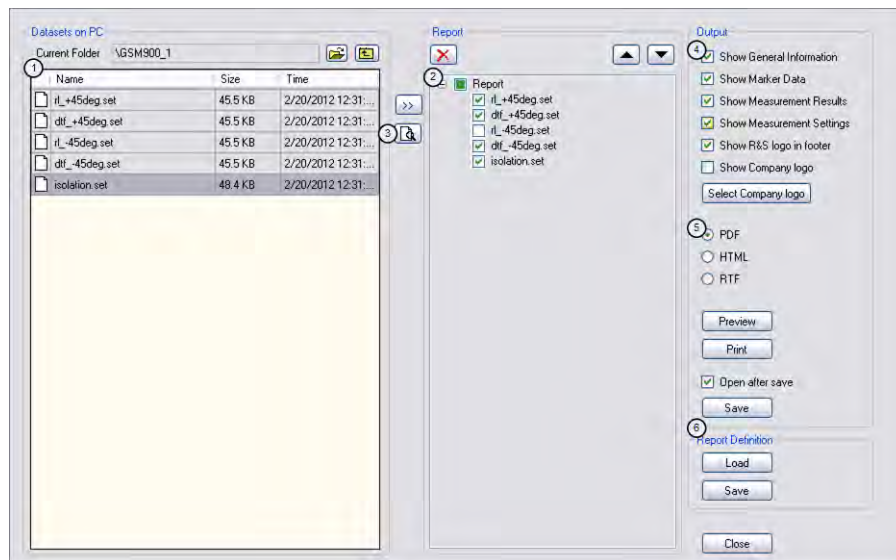 Datasets on PC
Current Folder \GSM900_1
1
Name Size Time
rl_+45deg.set 45.5 KB 2/20/2012 12:31:...
dtf_+45deg.set 45.5 KB 2/20/2012 12:31:...
rl_-45deg.set 45.5 KB 2/20/2012 12:31:...
dtf_-45deg.set 45.5 KB 2/20/2012 12:31:...
isolation.set 48.4 KB 2/20/2012 12:31:...
>>
3
Report
2
Report
rl_+45deg.set
dtf_+45deg.set
rl_-45deg.set
dtf_-45deg.set
isolation.set
Output
4
Show General Information
Show Marker Data
Show Measurement Results
Show Measurement Settings
Show R&S logo in footer
Show Company logo
Select Company logo
5
PDF
HTML
RTF
Preview
Print
Open after save
Save
6
Report Definition
Load
Save
Close